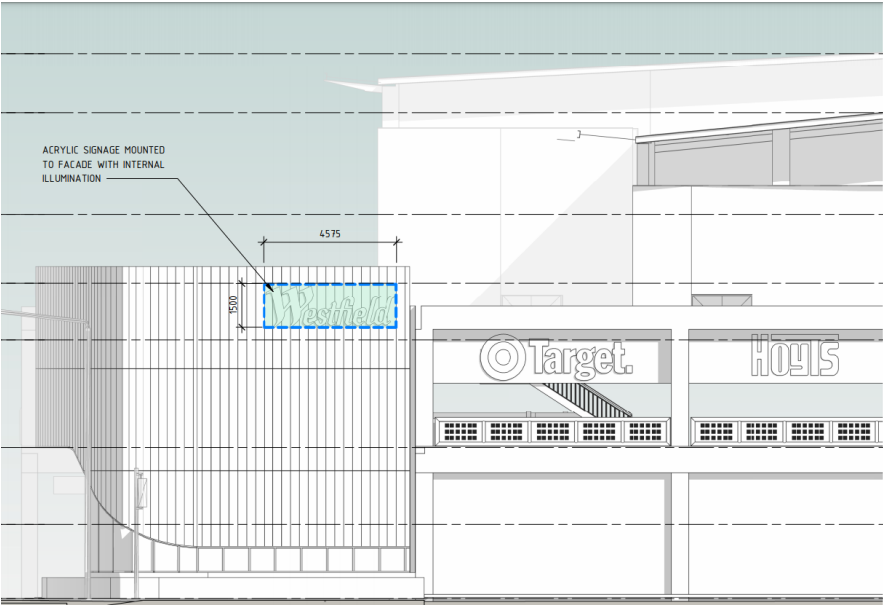 ACRYLIC SIGNAGE MOUNTED
TO FACADE WITH INTERNAL
ILLUMINATION
4575
1500
Westfield
Target.
HOYTS